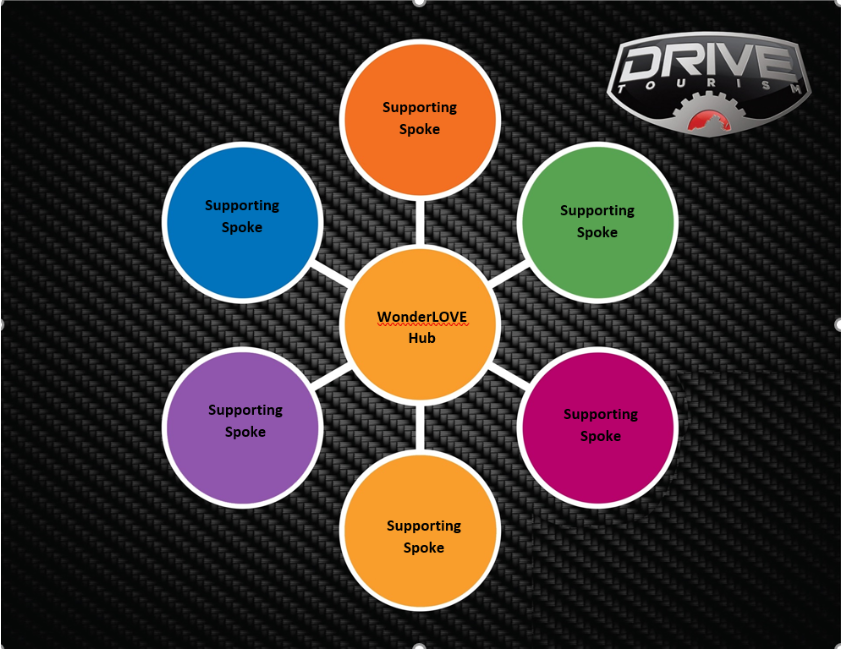 DRIVE
TOURISM
Supporting
Spoke
Supporting
Spoke
Supporting
Spoke
WonderLOVE
Hub
Supporting
Spoke
Supporting
Spoke
Supporting
Spoke